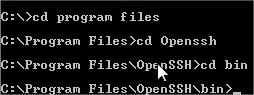 C:\>cd program files
C:\Program Files>cd Openssh
C:\Program Files\OpenSSH>cd bin
C:\Program Files\OpenSSH\bin>_